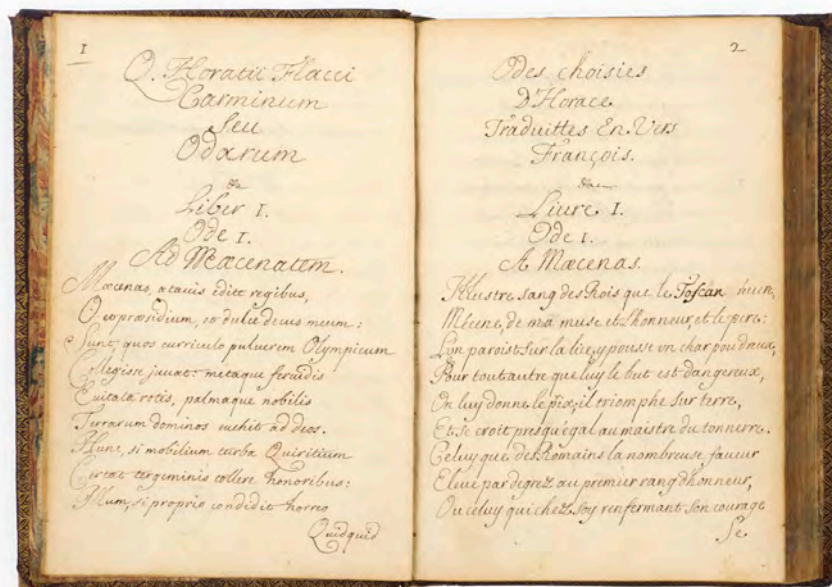 1
Q. Horatii Flacci
Carminum
Seu
Odarum
Liber I.
Ode I.
Ad Mæcenatem.
Mæcenas, atavis edite regibus,
O et præsidium, et dulce decus meum:
Sunt, quos curriculo pulverem Olympicum
Collegisse juvat: metaque fervidis
Evitata rotis, palmaque nobilis
Terrarum dominos evehit ad deos.
Hunc, si mobilium turba Quiritium
Certat tergeminis tollere honoribus:
Illum, si proprio condidit horreo
Quidquid
2
Odes choisies
D'Horace
Traduittes En Vers
François.
Liure I.
Ode I.
A Mæcenas.
Illustre sang des Rois que le Toscan
Mécene, de ma muse et l'honneur, et le pere:
L'un paroist sur la lice, y pousse vn char poudreux,
Pour tout autre que luy le but est dangereux,
On luy donne le pix; il triomphe sur terre,
Et se croit presqu'égal au maistre du tonnerre.
Celuy que des Romains la nombreuse faueur
Eleue par degrez au premier rang d'honneur,
Ou celuy qui chez soy renfermant son courage
Se